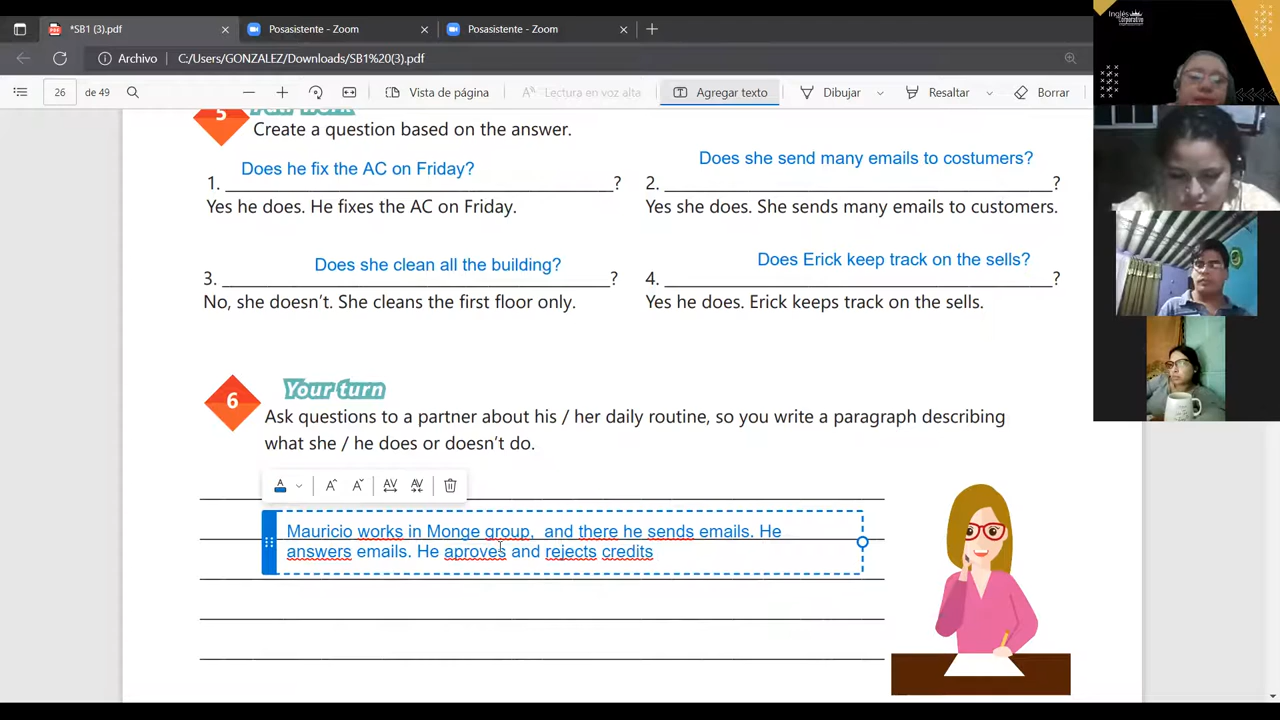 *SB1 (3).pdf
Posasistente - Zoom
Posasistente - Zoom
Archivo
C:/Users/GONZALEZ/Downloads/SB1%20(3).pdf
26
de 49
Vista de página
Lectura en voz alta
Agregar texto
Dibujar
Resaltar
Borrar
Inglés
Corporativo
5
Create a question based on the answer.
Does he fix the AC on Friday?
1. ?
Yes he does. He fixes the AC on Friday.
Does she send many emails to costumers?
2. ?
Yes she does. She sends many emails to customers.
Does she clean all the building?
3. ?
No, she doesn't. She cleans the first floor only.
Does Erick keep track on the sells?
4. ?
Yes he does. Erick keeps track on the sells.
6
Your turn
Ask questions to a partner about his / her daily routine, so you write a paragraph describing
what she / he does or doesn't do.
A A A AV AV
Mauricio works in Monge group,  and there he sends emails. He
answers emails. He aproves and rejects credits